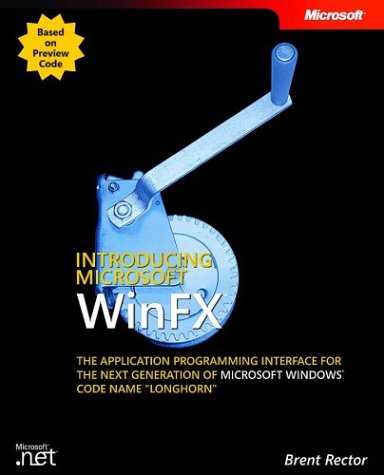 Based
on
Preview
Code
Microsoft®
INTRODUCING
MICROSOFT
WinFX
THE APPLICATION PROGRAMMING INTERFACE FOR
THE NEXT GENERATION OF MICROSOFT WINDOWS®
CODE NAME "LONGHORN"
Microsoft®
.net
Brent Rector